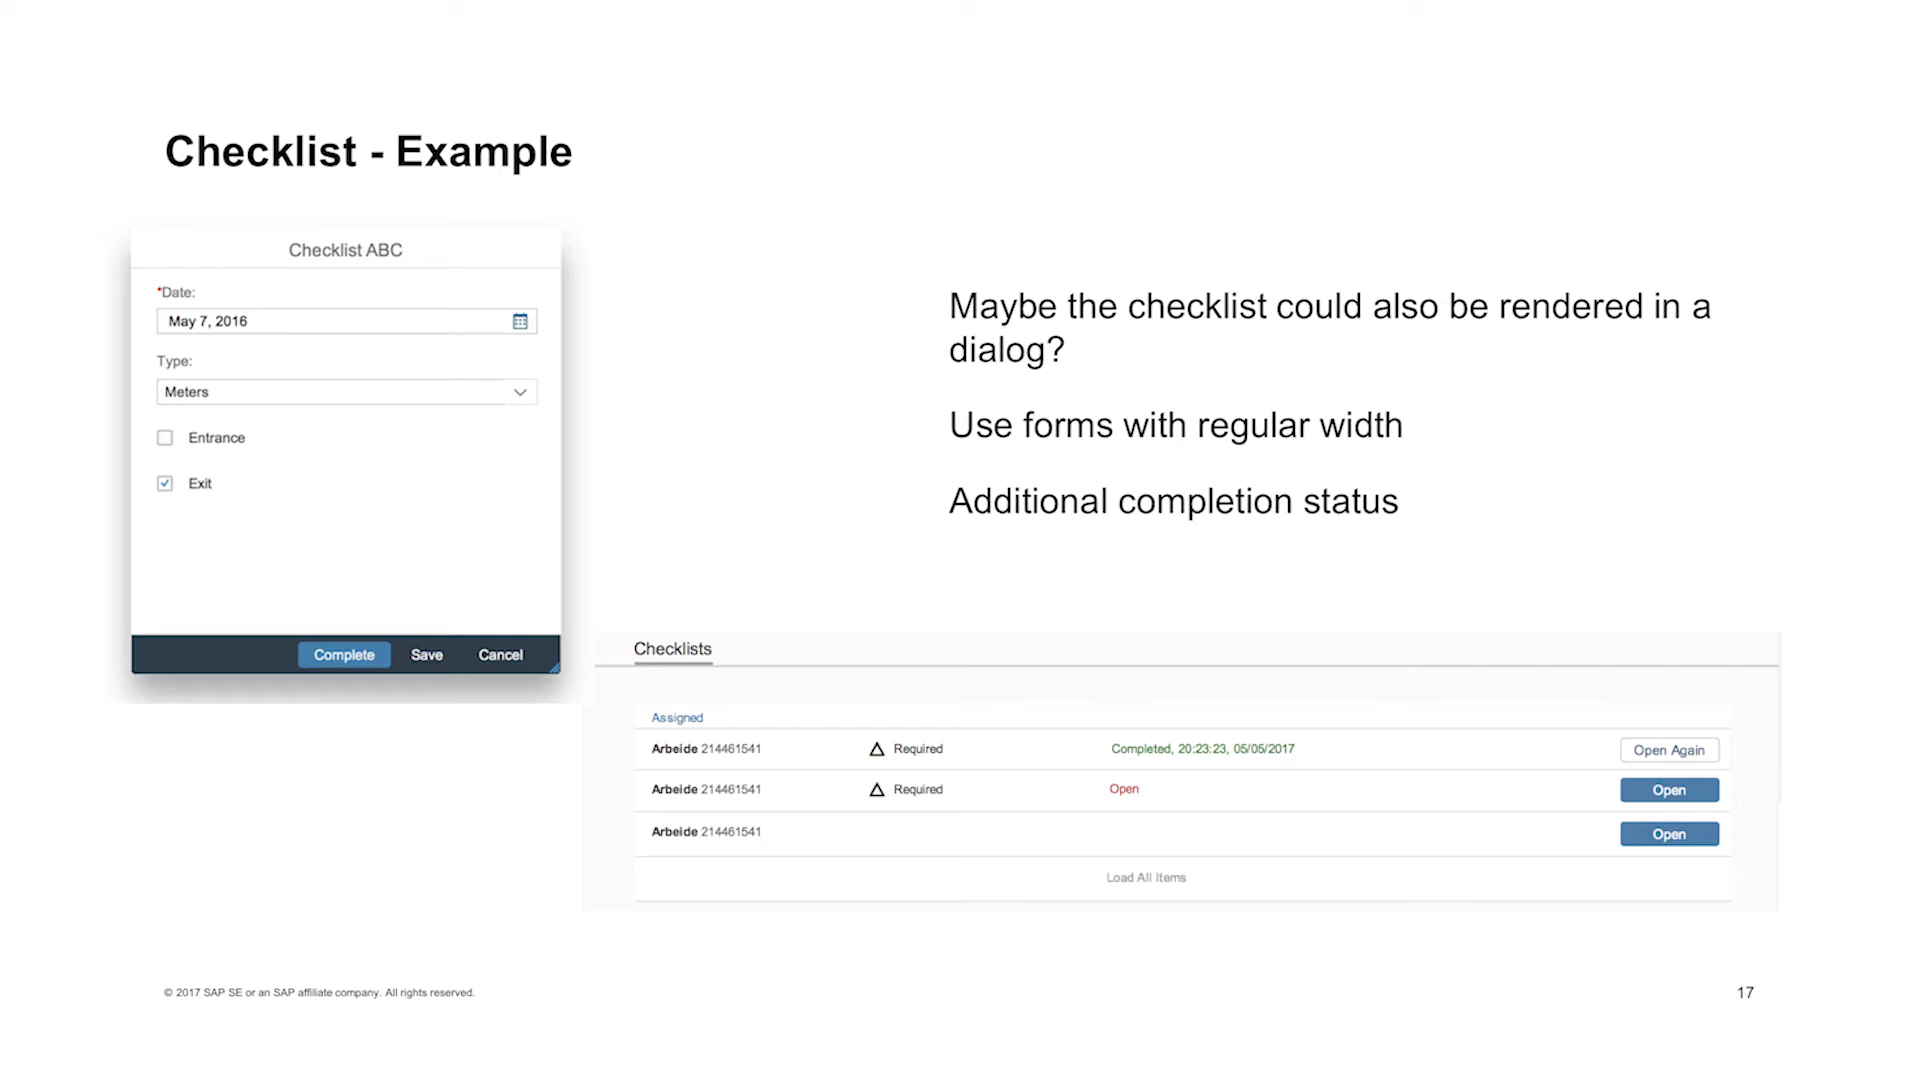 Checklist - Example
Checklist ABC
*Date:
May 7, 2016
Type:
Meters
Entrance
Exit
Complete Save Cancel
Maybe the checklist could also be rendered in a
dialog?
Use forms with regular width
Additional completion status
Checklists
Assigned
Arbeide 214461541 Required Completed, 20:23:23, 05/05/2017 Open Again
Arbeide 214461541 Required Open Open
Arbeide 214461541 Open
Load All Items
© 2017 SAP SE or an SAP affiliate company. All rights reserved.
17